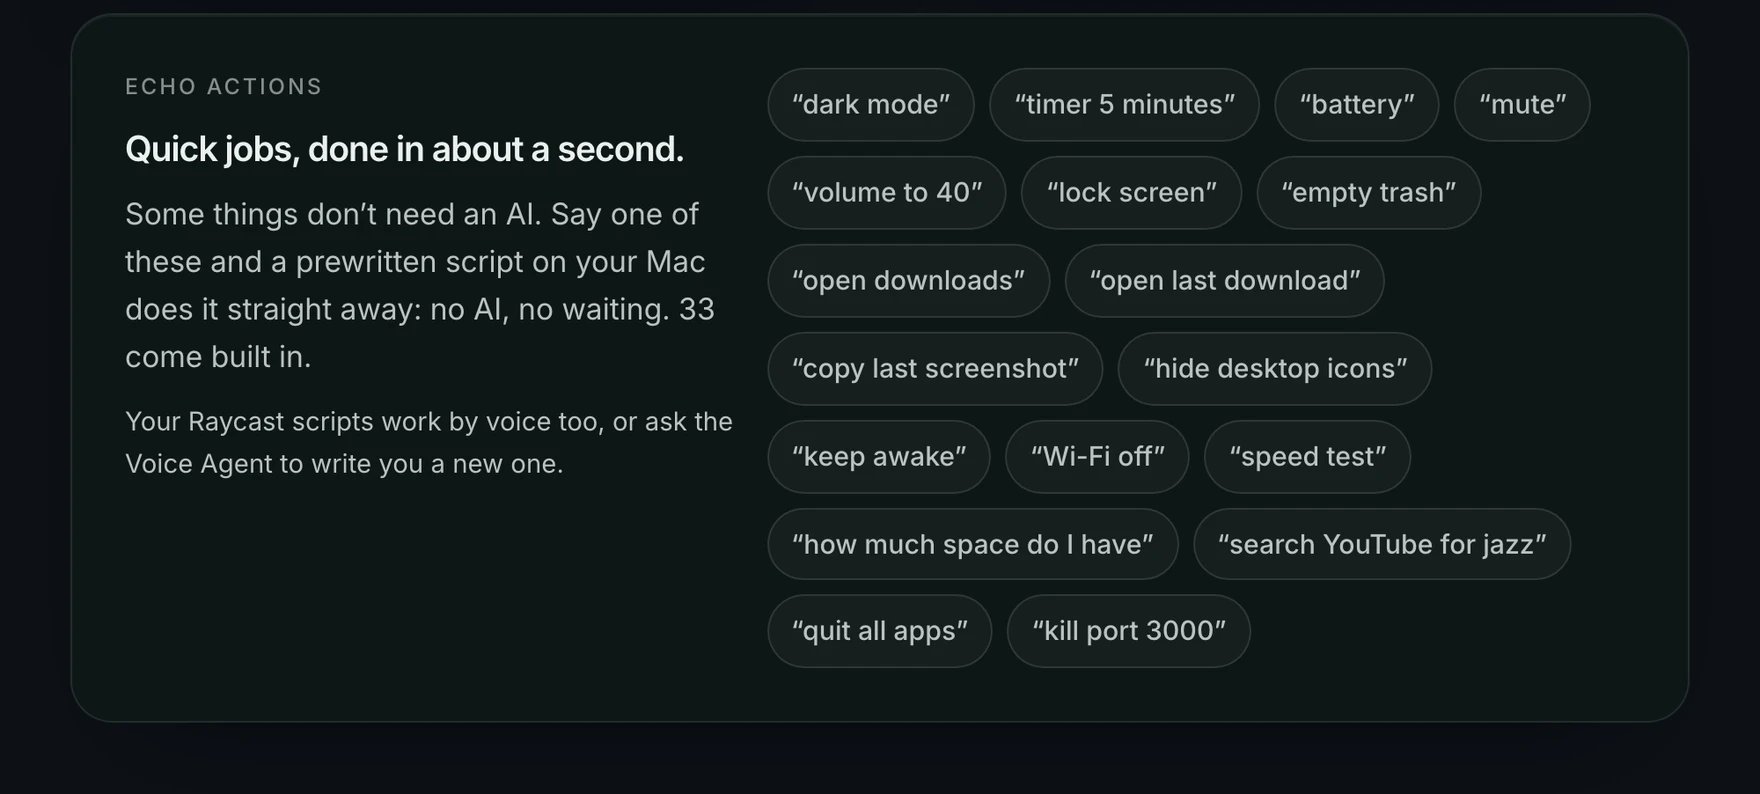 ECHO ACTIONS
Quick jobs, done in about a second.
Some things don’t need an AI. Say one of
these and a prewritten script on your Mac
does it straight away: no AI, no waiting. 33
come built in.
Your Raycast scripts work by voice too, or ask the
Voice Agent to write you a new one.
“dark mode” “timer 5 minutes” “battery” “mute”
“volume to 40” “lock screen” “empty trash”
“open downloads” “open last download”
“copy last screenshot” “hide desktop icons”
“keep awake” “Wi-Fi off” “speed test”
“how much space do I have” “search YouTube for jazz”
“quit all apps” “kill port 3000”